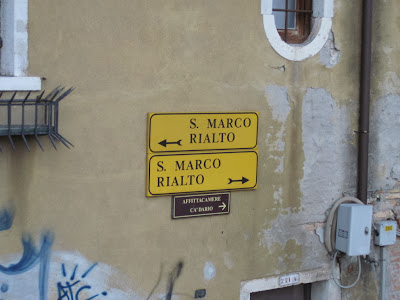 S. MARCO
RIALTO
S. MARCO
RIALTO
AFFITTACAMERE
CA' DARIO